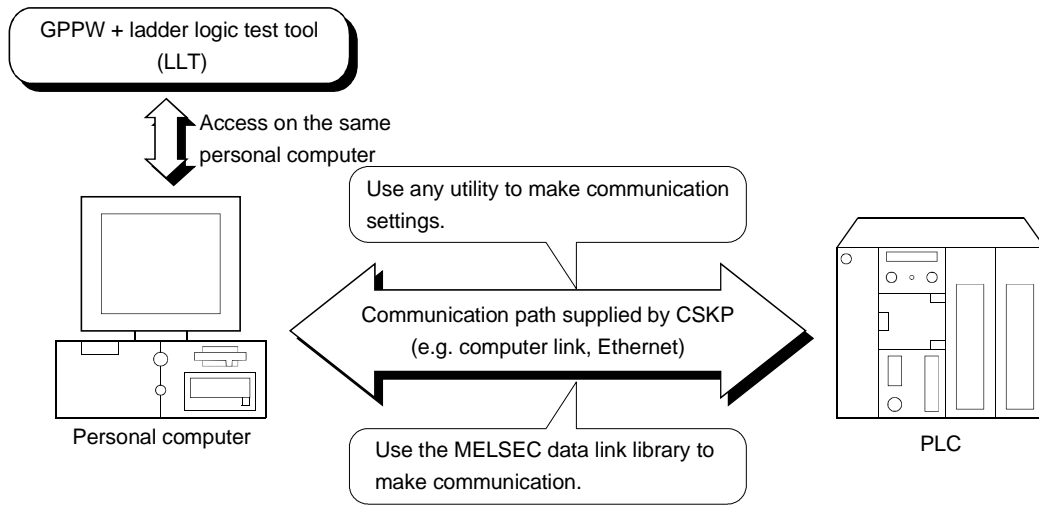 GPPW + ladder logic test tool
(LLT)
Access on the same
personal computer
Use any utility to make communication
settings.
Communication path supplied by CSKP
(e.g. computer link, Ethernet)
Personal computer
PLC
Use the MELSEC data link library to
make communication.